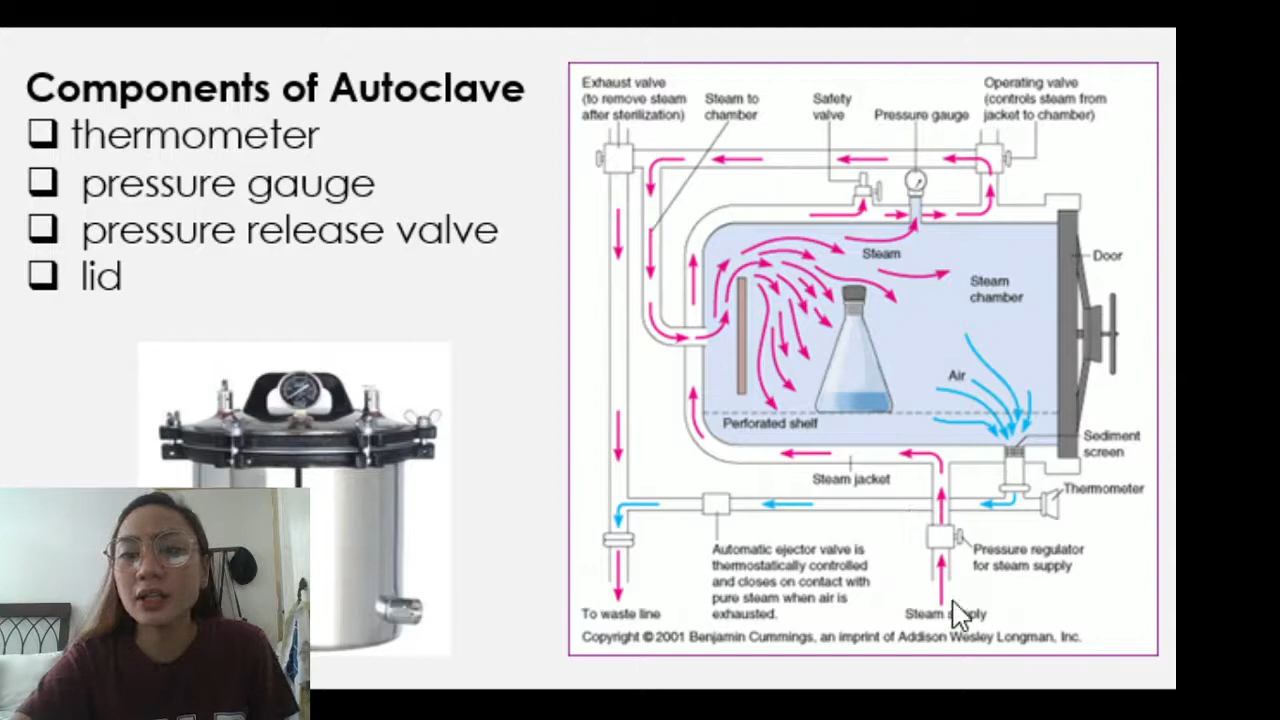 Components of Autoclave
thermometer
pressure gauge
pressure release valve
lid
Exhaust valve
(to remove steam
after sterilization)
Steam to
chamber
Safety
valve
Pressure gauge
Operating valve
(controls steam from
jacket to chamber)
Steam
Steam
chamber
Door
Air
Perforated shelf
Sediment
screen
Steam jacket
Thermometer
Automatic ejector valve is
thermostatically controlled
and closes on contact with
pure steam when air is
exhausted.
Pressure regulator
for steam supply
To waste line
Steam
Copyright © 2001 Benjamin Cummings, an imprint of Addison Wesley Longman, Inc.